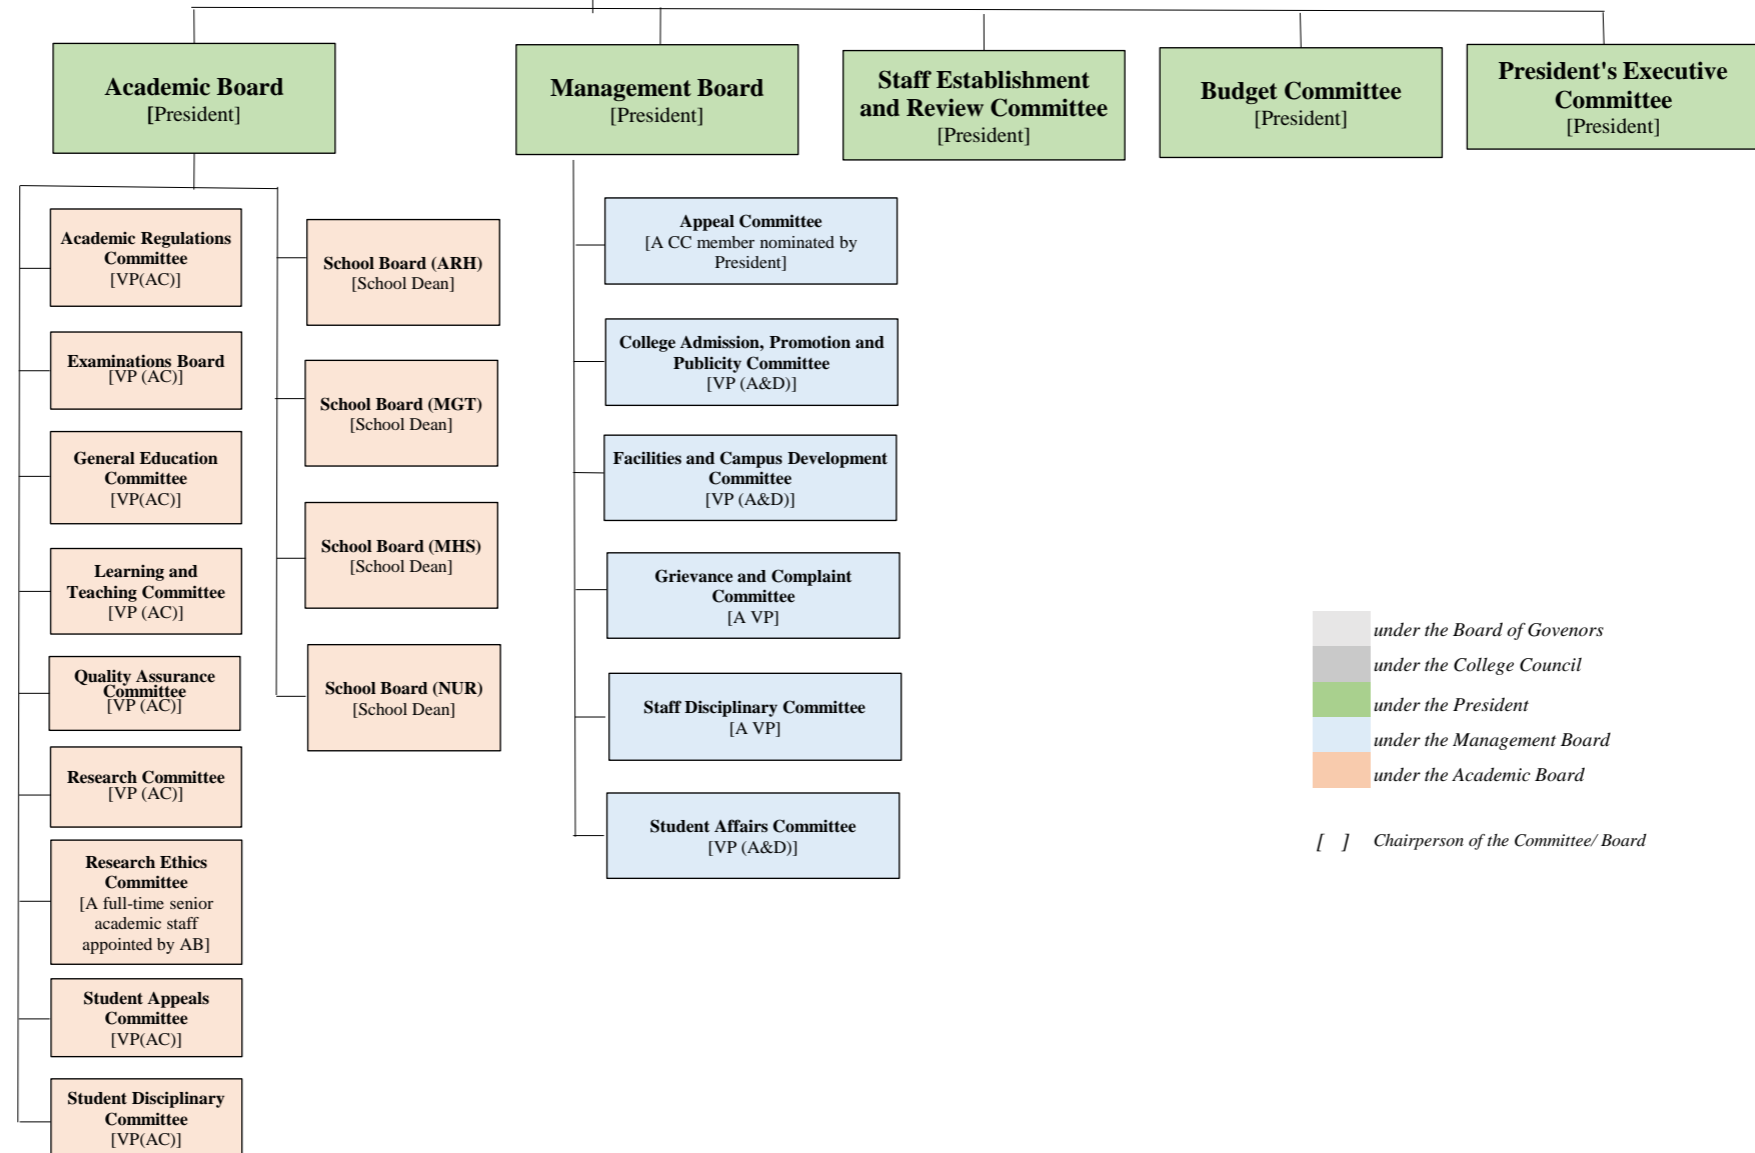 Academic Board
[President]
Management Board
[President]
Staff Establishment
and Review Committee
[President]
Budget Committee
[President]
President's Executive
Committee
[President]
Academic Regulations
Committee
[VP(AC)]
Examinations Board
[VP (AC)]
General Education
Committee
[VP(AC)]
Learning and
Teaching Committee
[VP (AC)]
Quality Assurance
Committee
[VP (AC)]
Research Committee
[VP (AC)]
Research Ethics
Committee
[A full-time senior
academic staff
appointed by AB]
Student Appeals
Committee
[VP(AC)]
Student Disciplinary
Committee
[VP(AC)]
School Board (ARH)
[School Dean]
School Board (MGT)
[School Dean]
School Board (MHS)
[School Dean]
School Board (NUR)
[School Dean]
Appeal Committee
[A CC member nominated by
President]
College Admission, Promotion and
Publicity Committee
[VP (A&D)]
Facilities and Campus Development
Committee
[VP (A&D)]
Grievance and Complaint
Committee
[A VP]
Staff Disciplinary Committee
[A VP]
Student Affairs Committee
[VP (A&D)]
under the Board of Govenors
under the College Council
under the President
under the Management Board
under the Academic Board
[ ] Chairperson of the Committee/ Board